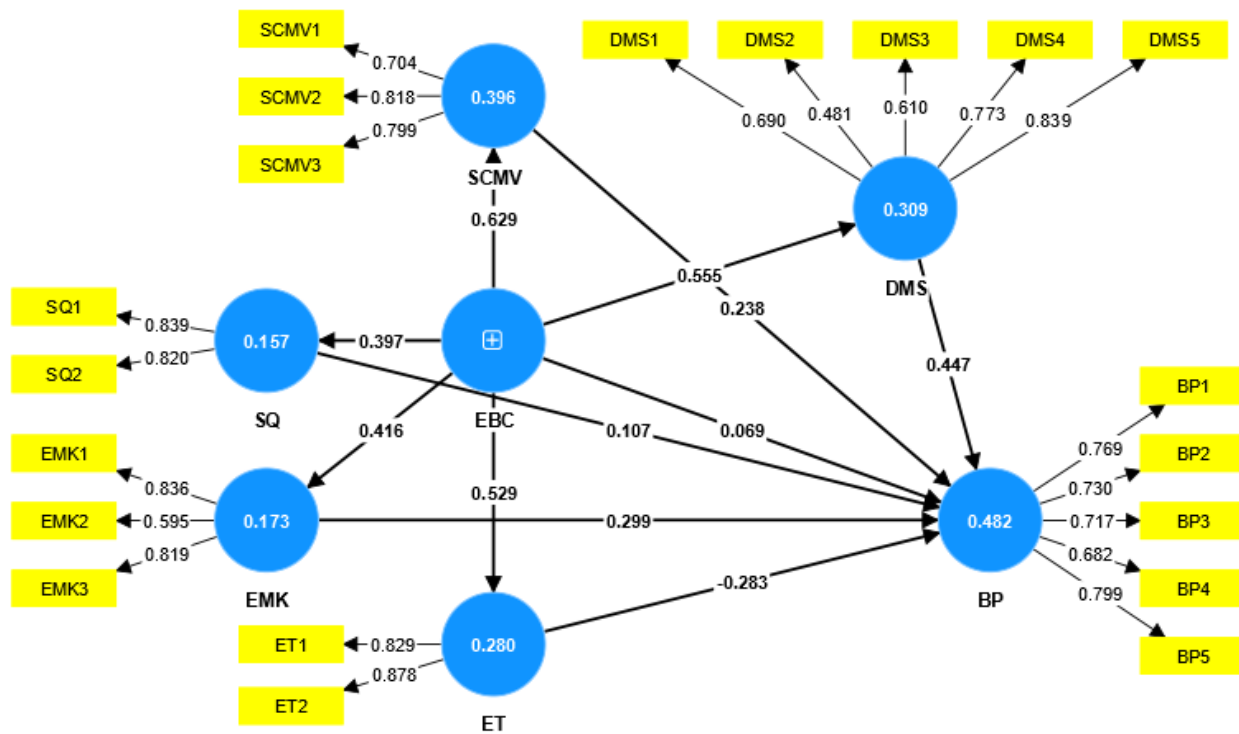 SCMV1
SCMV2
SCMV3
0.704
0.818
0.799
0.396
SCMV
DMS1
DMS2
DMS3
DMS4
DMS5
0.690
0.481
0.610
0.773
0.839
0.309
DMS
0.629
0.555
0.238
SQ1
SQ2
0.839
0.820
0.157
SQ
0.397
EBC
0.447
0.416
0.107
0.069
EMK1
EMK2
EMK3
0.836
0.595
0.819
0.173
EMK
0.529
0.299
-0.283
0.482
BP
0.769
0.730
0.717
0.682
0.799
BP1
BP2
BP3
BP4
BP5
ET1
ET2
0.829
0.878
0.280
ET